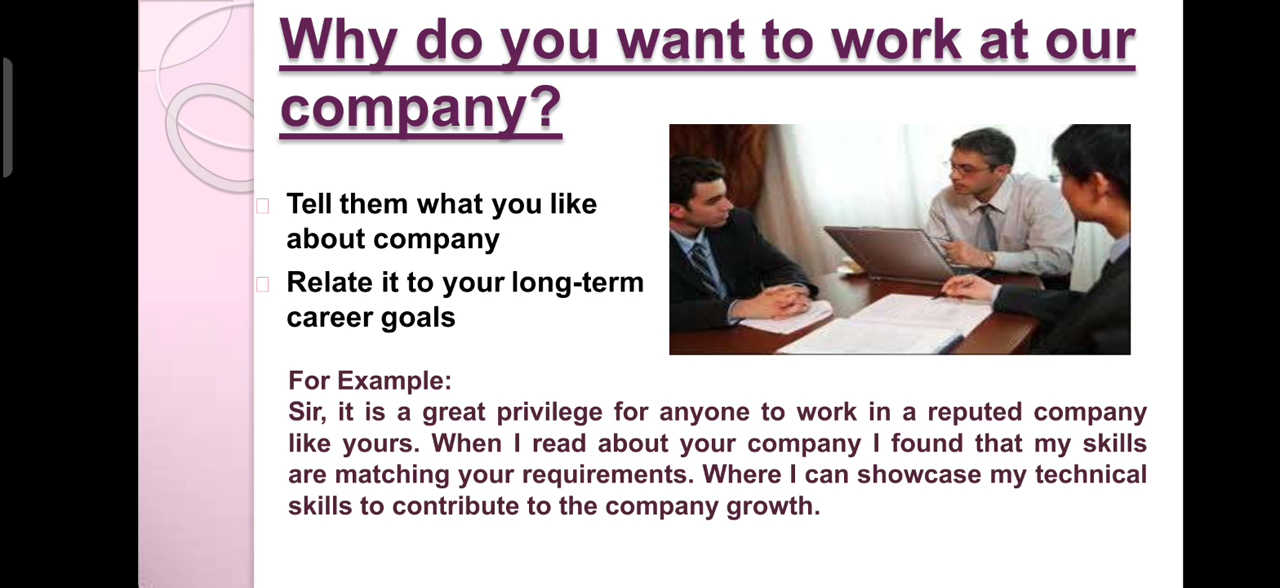 Why do you want to work at our
company?
Tell them what you like
about company
Relate it to your long-term
career goals
For Example:
Sir, it is a great privilege for anyone to work in a reputed company
like yours. When I read about your company I found that my skills
are matching your requirements. Where I can showcase my technical
skills to contribute to the company growth.